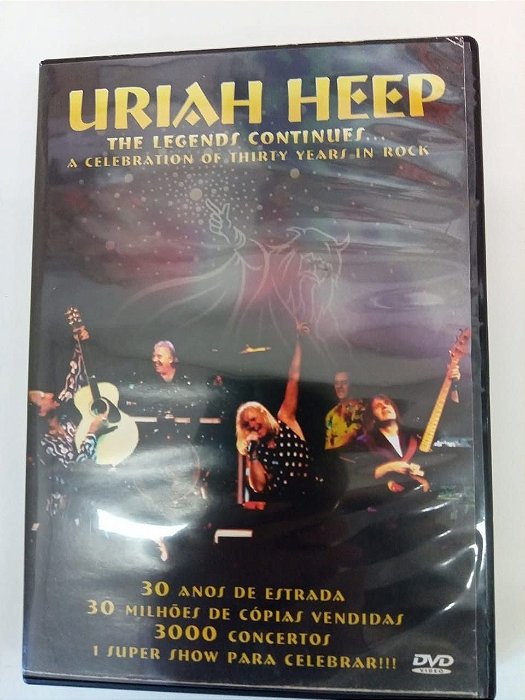 URIAH HEEP
THE LEGENDS CONTINUES...
A CELEBRATION OF THIRTY YEARS IN ROCK
30 ANOS DE ESTRADA
30 MILHÕES DE CÓPIAS VENDIDAS
3000 CONCERTOS
1 SUPER SHOW PARA CELEBRAR!!!
DVD
VIDEO